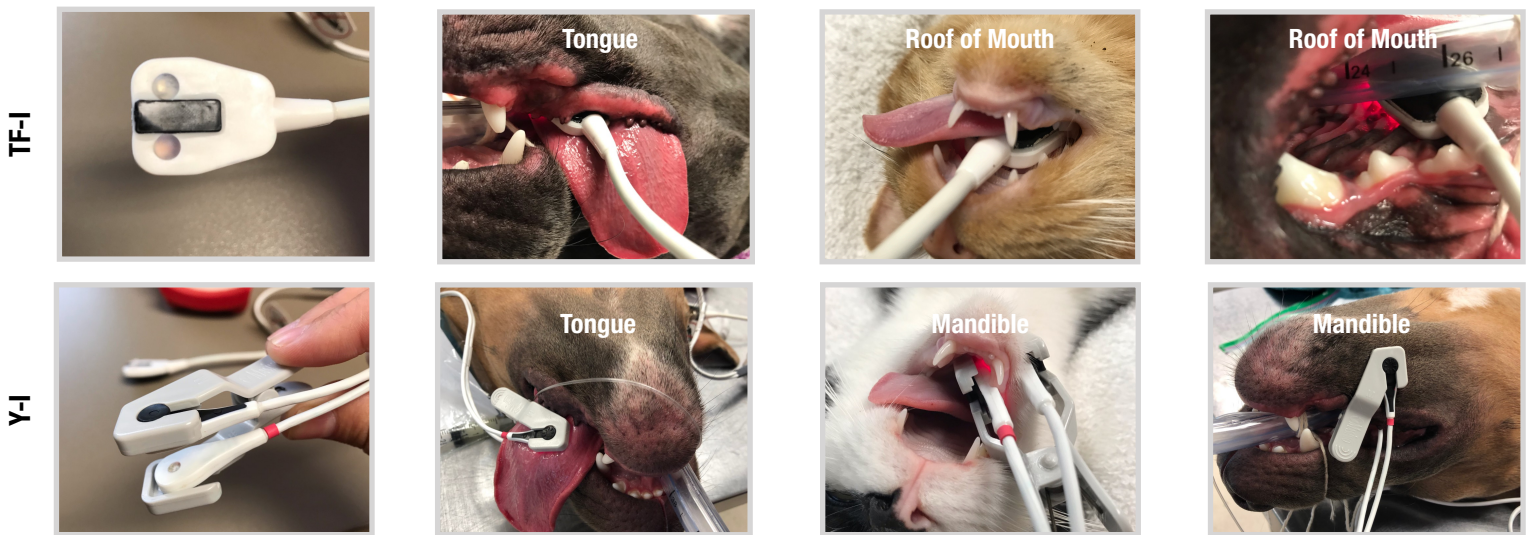 TF-I
Tongue
Roof of Mouth
Roof of Mouth
24
26
Y-I
Tongue
Mandible
Mandible